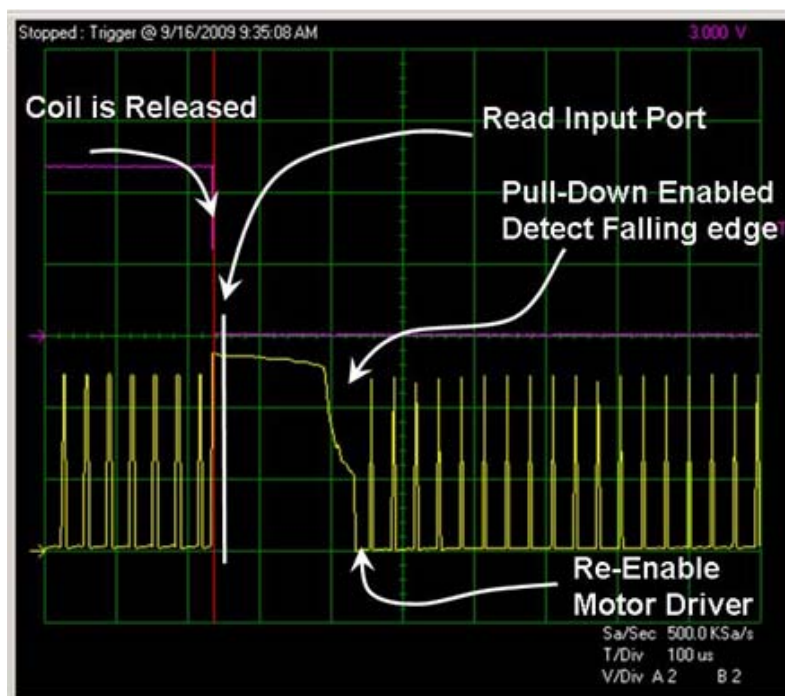 Stopped : Trigger @ 9/16/2009 9:35:08 AM
3.000 V
Coil is Released
Read Input Port
Pull-Down Enabled
Detect Falling edge
Re-Enable
Motor Driver
Sa/Sec 500.0 KSa/s
T/Div 100 us
V/Div A 2 B 2